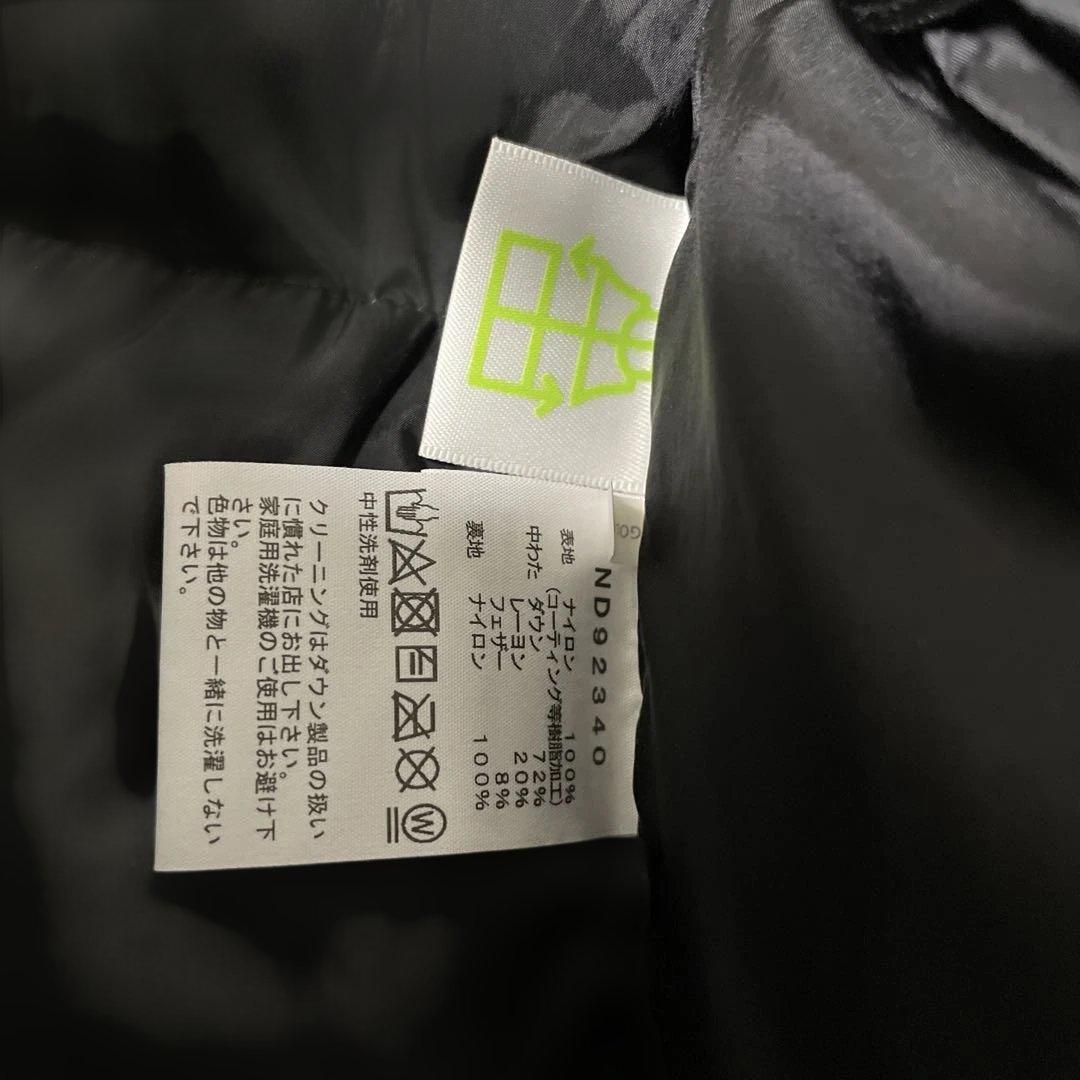 ND92340
表地 ナイロン 100%
(コーティング等樹脂加工)
中わた ダウン 72%
レーヨン 20%
フェザー 8%
裏地 ナイロン 100%
W
中性洗剤使用
クリーニングはダウン製品の扱い
に慣れた店にお出し下さい。
家庭用洗濯機のご使用はお避け下
さい。
色物は他の物と一緒に洗濯しない
で下さい。